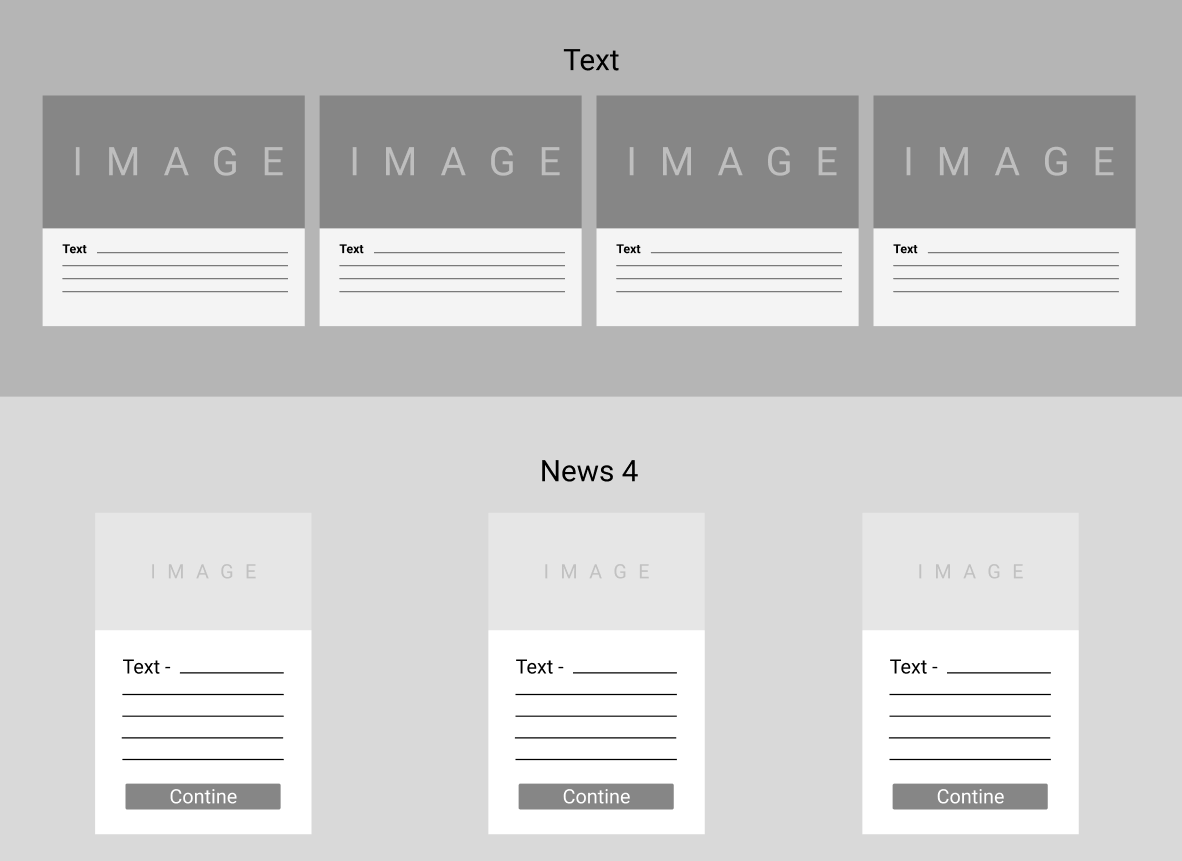 Text
I M A G E I M A G E I M A G E I M A G E
Text Text Text Text
News 4
I M A G E I M A G E I M A G E
Text - Text - Text -
Contine Contine Contine